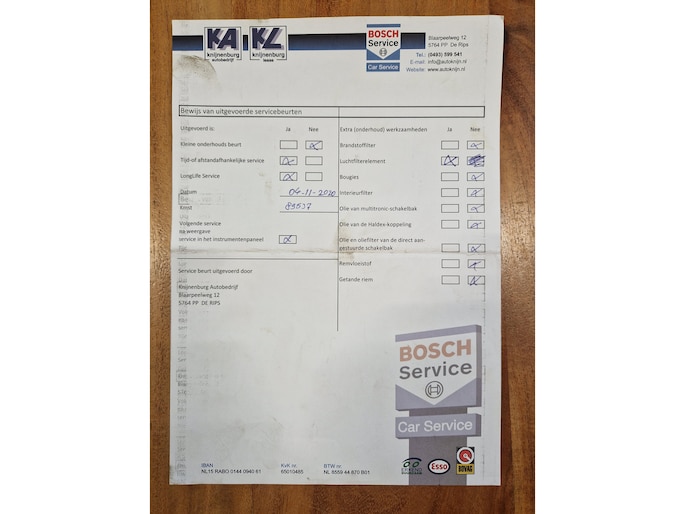 KA KL
knijnenburg knijnenburg
autobedrijf lease
BOSCH
Service
Car Service
Blaarpeelweg 12
5764 PP De Rips
Tel.: (0493) 599 541
E-mail: info@autoknijn.nl
Website: www.autoknijn.nl
Bewijs van uitgevoerde servicebeurten
Uitgevoerd is: Ja Nee
Kleine onderhouds beurt
Tijd-of afstandafhankelijke service
LongLife Service
Datum 04-11-2020
Kmst
Volgende service
op weergave
service in het instrumentenpaneel
Service beurt uitgevoerd door
Knijnenburg Autobedrijf
Blaarpeelweg 12
5764 PP DE RIPS
Extra (onderhoud) werkzaamheden Ja Nee
Brandstoffilter
Luchtfilterelement
Bougies
Interieurfilter
Olie van multitronic-schakelbak
Olie van de Haldex-koppeling
Olie en oliefilter van de direct aan-
gestuurde schakelbak
Remvloeistof
Getande riem
BOSCH
Service
Car Service
IBAN KvK nr. BTW nr.
NL15 RABO 0144 0940 61 65010485 NL 8559 44 870 B01
Esso
BOVAG